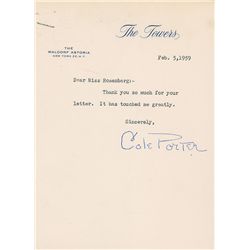 The Towers
THE
WALDORF ASTORIA
NEW YORK 22, N.Y.
Feb. 5,1959
Dear Miss Rosenberg:-
Thank you so much for your
letter. It has touched me greatly.
Sincerely,
Cole Porter